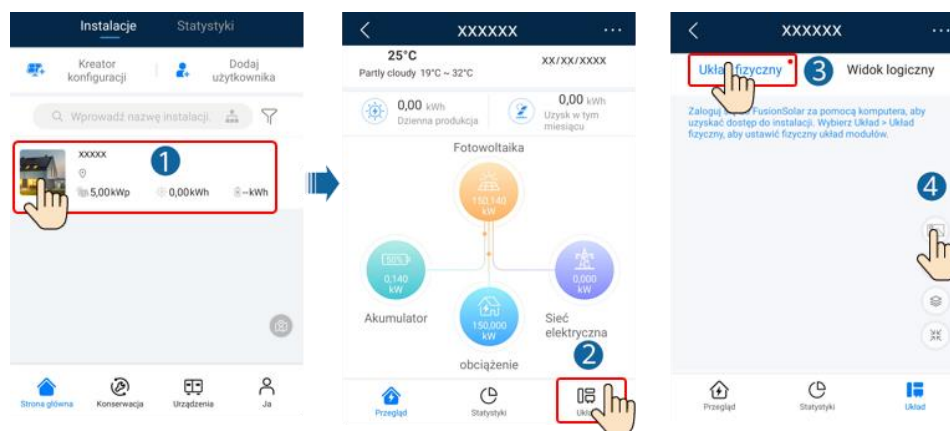 Instalacje Statystyki
Kreator
konfiguracji
Dodaj
użytkownika
Wprowadź nazwę instalacji.
xxxxx
1
5,00kWp 0,00kWh --kWh
Strona główna Konserwacja Urządzenia Ja
XXXXXX
25°C
Partly cloudy 19°C ~ 32°C
XX/XX/XXXX
0,00 kWh
Dzienna produkcja
0,00 kWh
Uzysk w tym
miesiącu
Fotowoltaika
150,140
kW
50%
0,140
kW
0,000
kW
Akumulator
150,000
kW
Sieć
elektryczna
obciążenie
2
Przegląd Statystyki
XXXXXX
Układ fizyczny 3 Widok logiczny
FusionSolar za pomocą komputera, aby
uzyskać dostęp do instalacji. Wybierz Układ > Układ
fizyczny, aby ustawić fizyczny układ modułów.
4
Przegląd Statystyki Układ